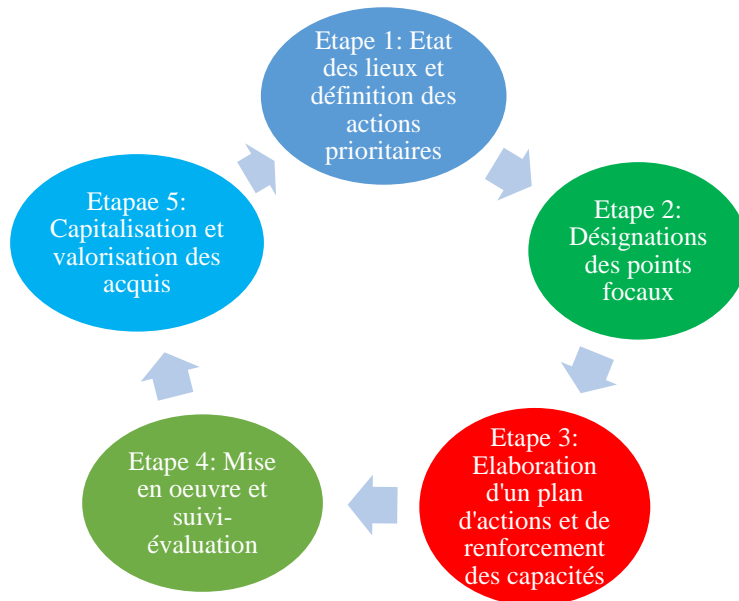 Etape 1: Etat
des lieux et
définition des
actions
prioritaires
Etape 2:
Désignations
des points
focaux
Etape 3:
Elaboration
d'un plan
d'actions et de
renforcement
des capacités
Etape 4: Mise
en oeuvre et
suivi-
évaluation
Etapae 5:
Capitalisation et
valorisation des
acquis